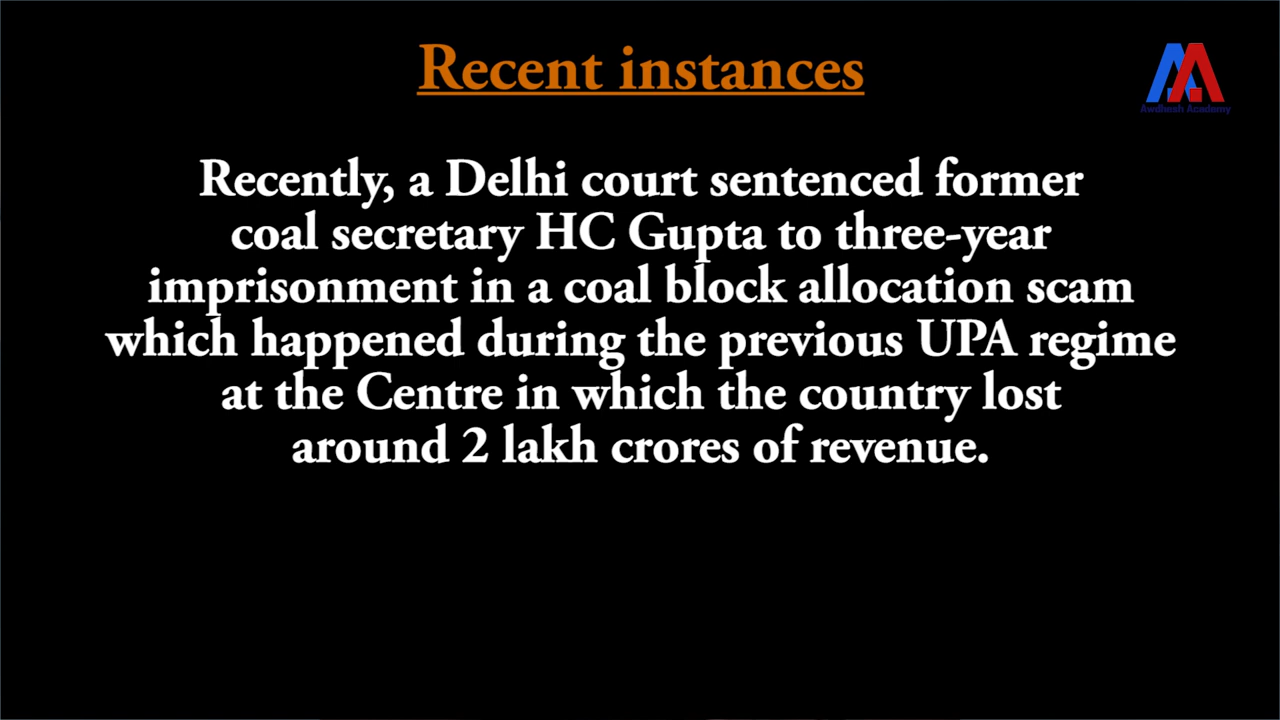 Recent instances
Awdhesh Academy
Recently, a Delhi court sentenced former
coal secretary HC Gupta to three-year
imprisonment in a coal block allocation scam
which happened during the previous UPA regime
at the Centre in which the country lost
around 2 lakh crores of revenue.